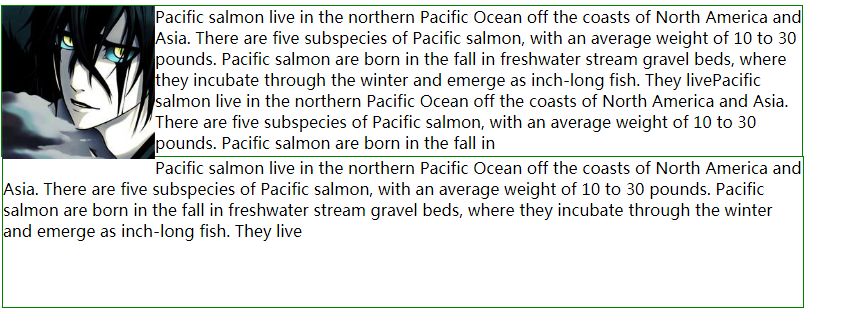 Pacific salmon live in the northern Pacific Ocean off the coasts of North America and
Asia. There are five subspecies of Pacific salmon, with an average weight of 10 to 30
pounds. Pacific salmon are born in the fall in freshwater stream gravel beds, where
they incubate through the winter and emerge as inch-long fish. They livePacific
salmon live in the northern Pacific Ocean off the coasts of North America and Asia.
There are five subspecies of Pacific salmon, with an average weight of 10 to 30
pounds. Pacific salmon are born in the fall in
Pacific salmon live in the northern Pacific Ocean off the coasts of North America and
Asia. There are five subspecies of Pacific salmon, with an average weight of 10 to 30 pounds. Pacific
salmon are born in the fall in freshwater stream gravel beds, where they incubate through the winter
and emerge as inch-long fish. They live